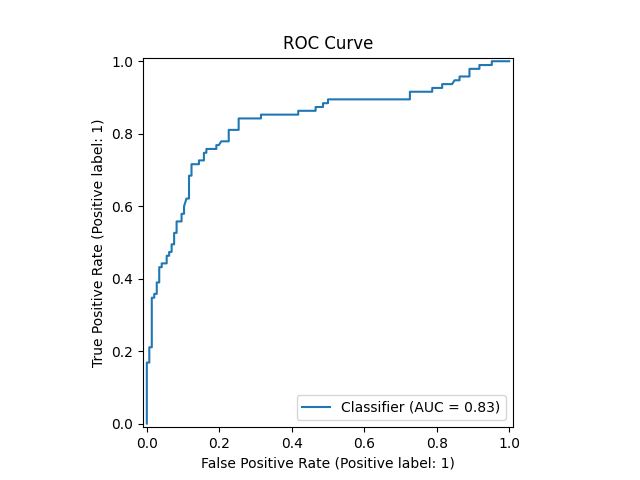 ROC Curve
1.0
0.8
0.6
0.4
0.2
0.0
True Positive Rate (Positive label: 1)
Classifier (AUC = 0.83)
0.0 0.2 0.4 0.6 0.8 1.0
False Positive Rate (Positive label: 1)